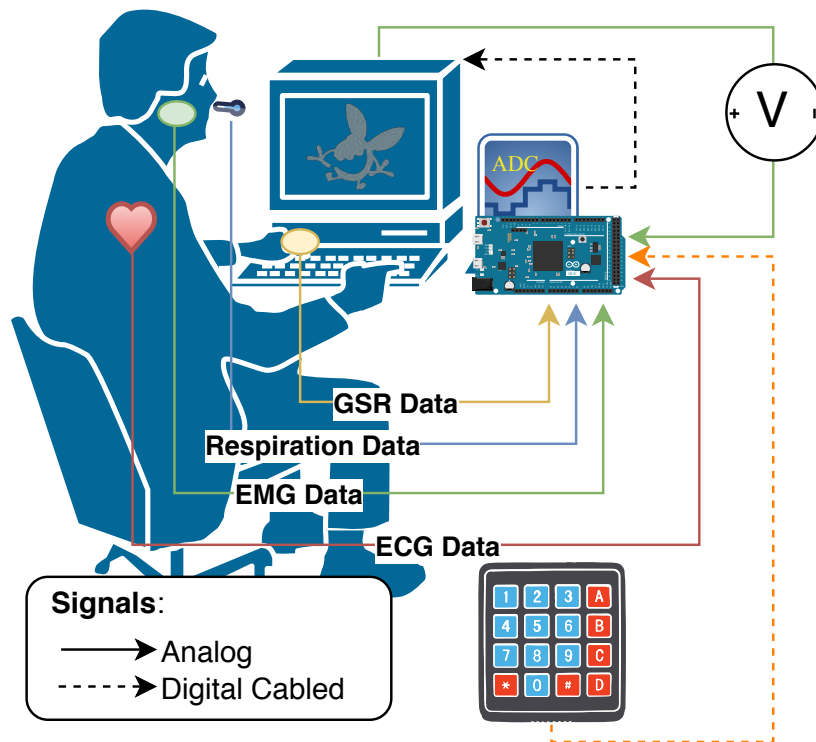 + V -
ADC
GSR Data
Respiration Data
EMG Data
ECG Data
Signals:
Analog
Digital Cabled
1 2 3 A
4 5 6 B
7 8 9 C
* 0 # D